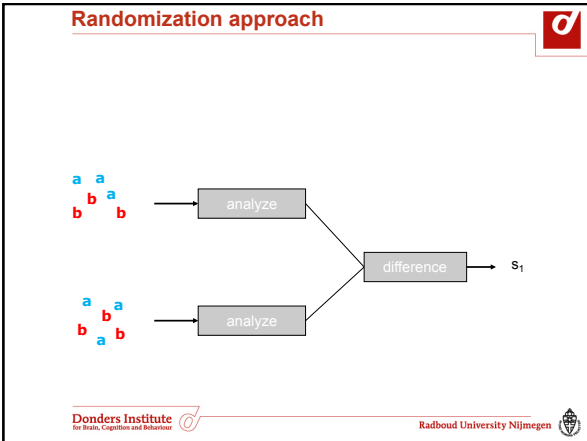 Randomization approach
a a
b a
b b
analyze
difference
s₁
a a
b
b b
a
analyze
Donders Institute
for Brain, Cognition and Behaviour
Radboud University Nijmegen